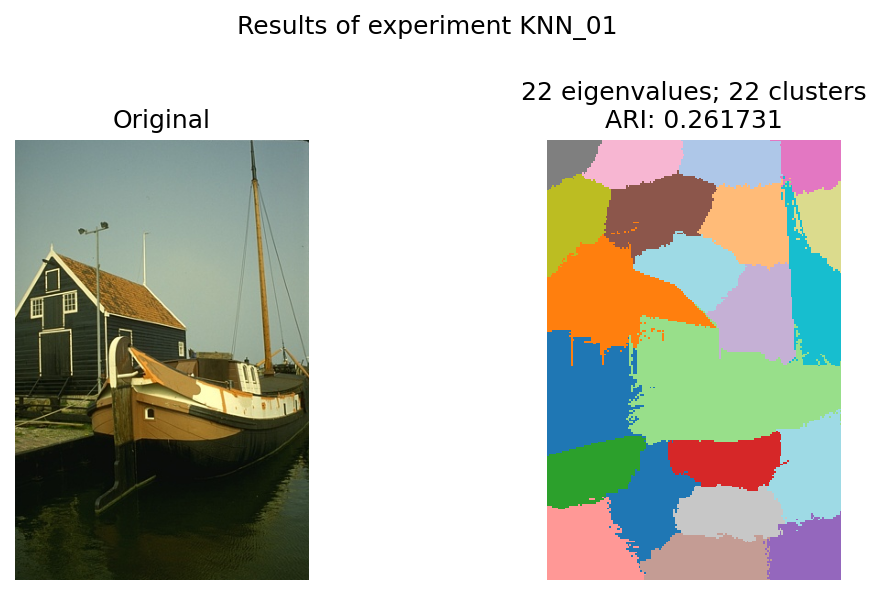 Results of experiment KNN_01
Original
22 eigenvalues; 22 clusters
ARI: 0.261731